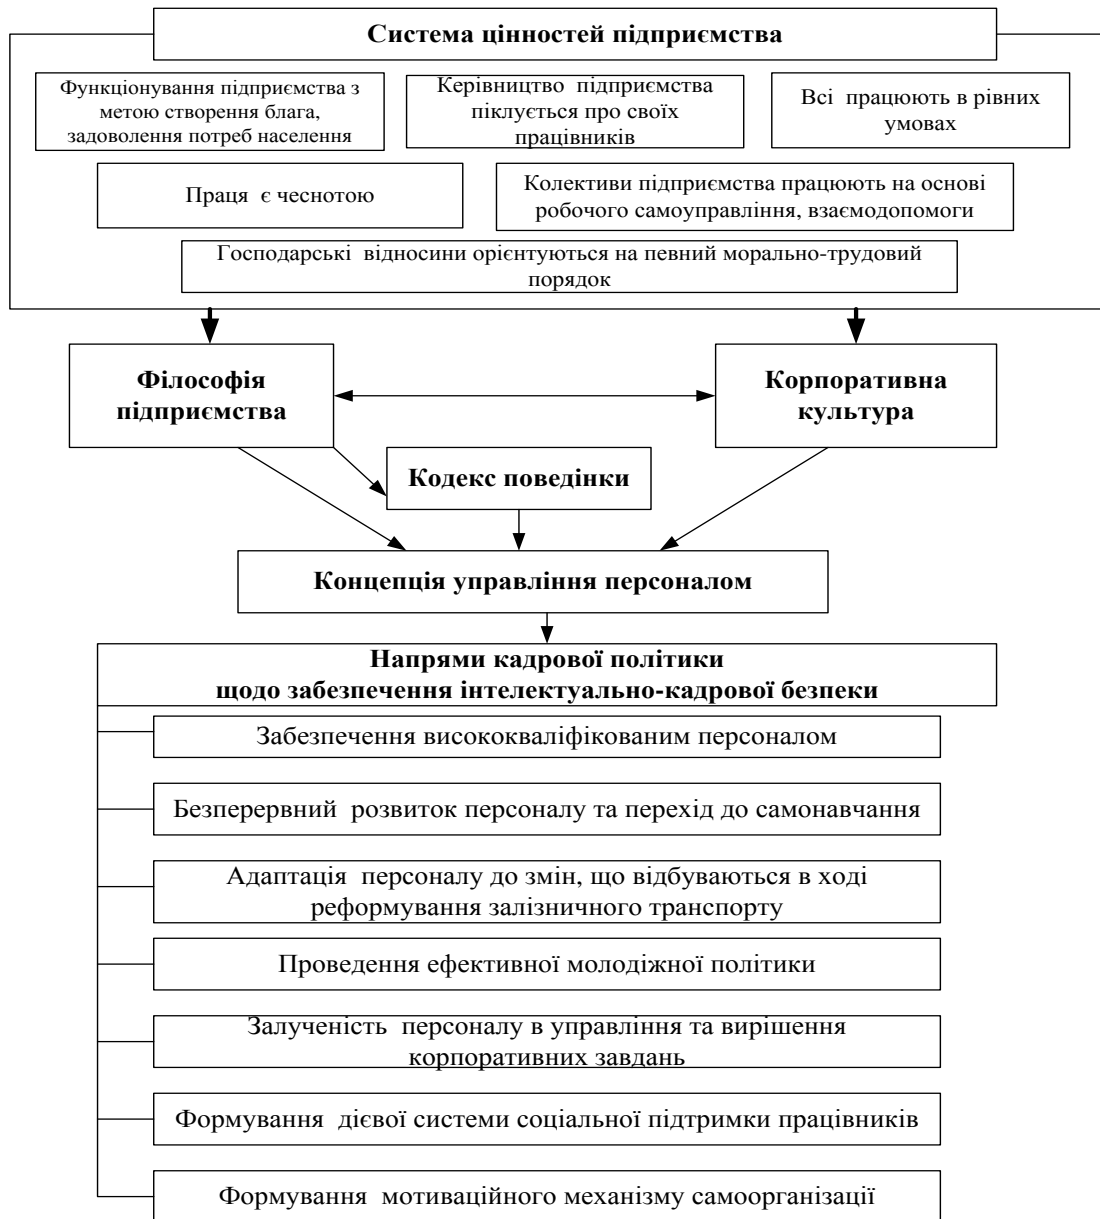 Система цінностей підприємства
Функціонування підприємства з
метою створення блага,
задоволення потреб населення
Керівництво підприємства
піклується про своїх
працівників
Всі працюють в рівних
умовах
Праця є чеснотою
Колективи підприємства працюють на основі
робочого самоуправління, взаємодопомоги
Господарські відносини орієнтуються на певний морально-трудовий
порядок
Філософія
підприємства
Корпоративна
культура
Кодекс поведінки
Концепція управління персоналом
Напрями кадрової політики
щодо забезпечення інтелектуально-кадрової безпеки
Забезпечення висококваліфікованим персоналом
Безперервний розвиток персоналу та перехід до самонавчання
Адаптація персоналу до змін, що відбуваються в ході
реформування залізничного транспорту
Проведення ефективної молодіжної політики
Залученість персоналу в управління та вирішення
корпоративних завдань
Формування дієвої системи соціальної підтримки працівників
Формування мотиваційного механізму самоорганізації